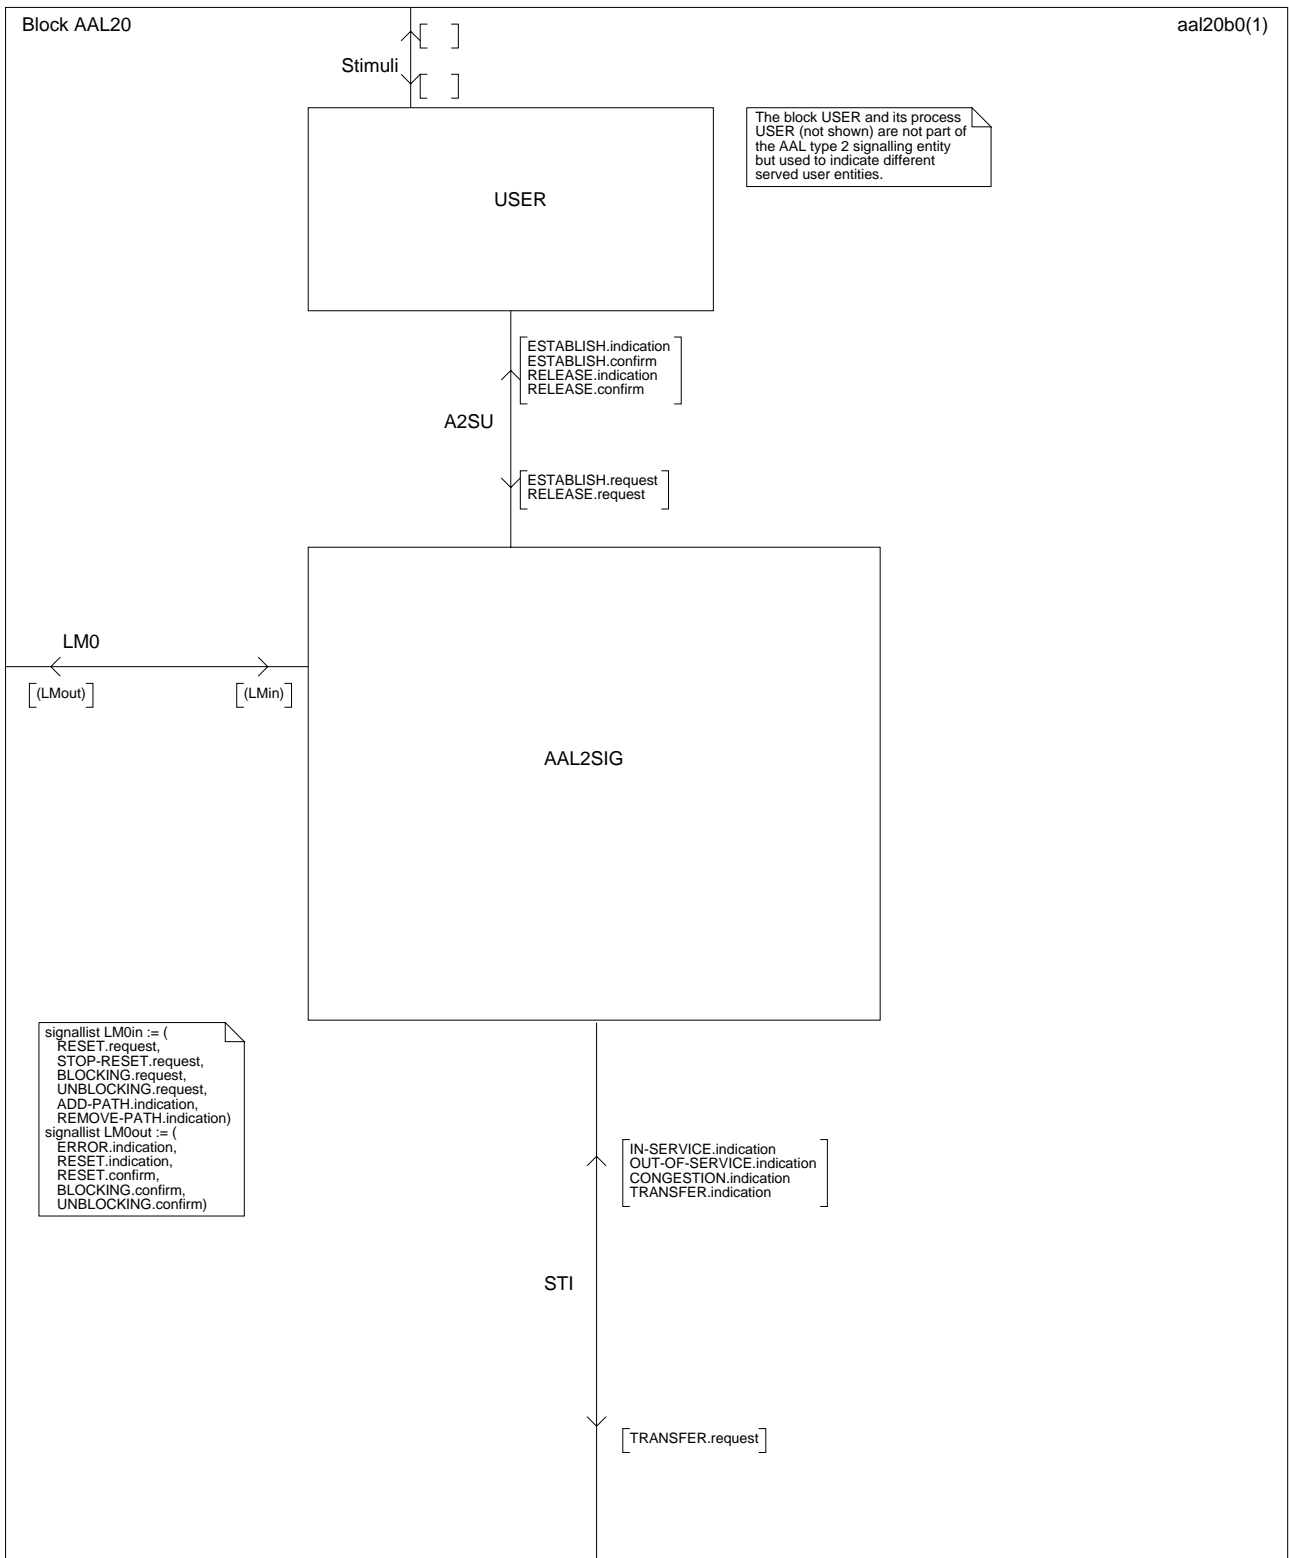 Block AAL20
aal20b0(1)
Stimuli
The block USER and its process
USER (not shown) are not part of
the AAL type 2 signalling entity
but used to indicate different
served user entities.
USER
ESTABLISH.indication
ESTABLISH.confirm
RELEASE.indication
RELEASE.confirm
A2SU
ESTABLISH.request
RELEASE.request
LM0
(LMout)
(LMin)
AAL2SIG
signallist LM0in := (
RESET.request,
STOP-RESET.request,
BLOCKING.request,
UNBLOCKING.request,
ADD-PATH.indication,
REMOVE-PATH.indication)
signallist LM0out := (
ERROR.indication,
RESET.indication,
RESET.confirm,
BLOCKING.confirm,
UNBLOCKING.confirm)
IN-SERVICE.indication
OUT-OF-SERVICE.indication
CONGESTION.indication
TRANSFER.indication
STI
TRANSFER.request